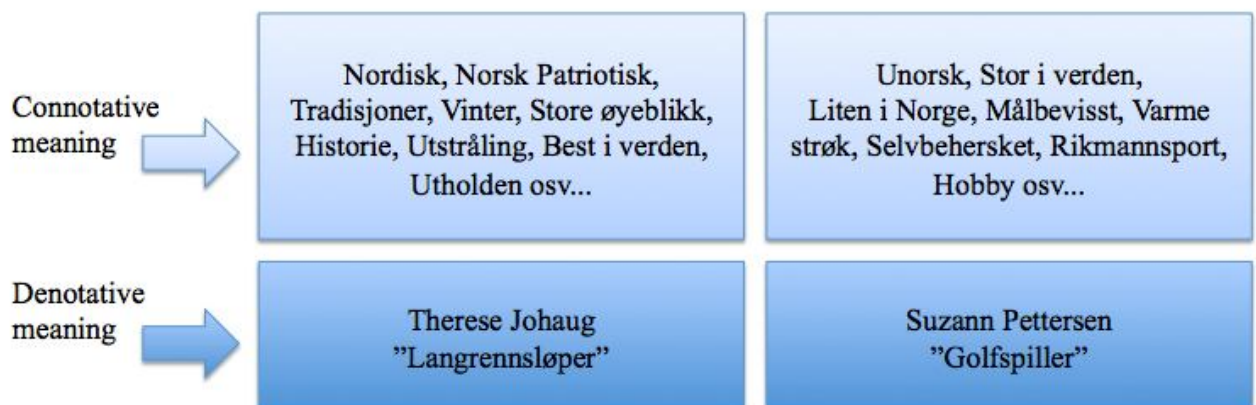 Connotative
meaning
Nordisk, Norsk Patriotisk,
Tradisjoner, Vinter, Store øyeblikk,
Historie, Utstråling, Best i verden,
Utholden osv...
Unorsk, Stor i verden,
Liten i Norge, Målbevisst, Varme
strøk, Selvbehersket, Rikmannsport,
Hobby osv...
Denotative
meaning
Therese Johaug
”Langrennsløper”
Suzann Pettersen
”Golfspiller”